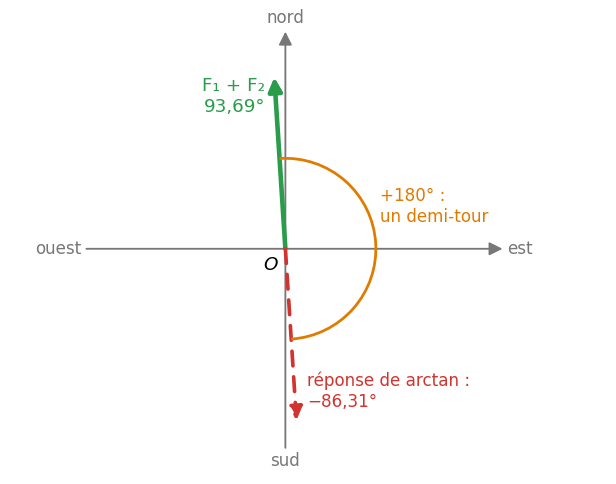 nord
F₁ + F₂
93,69°
+180° :
un demi-tour
ouest
est
O
réponse de arctan :
−86,31°
sud